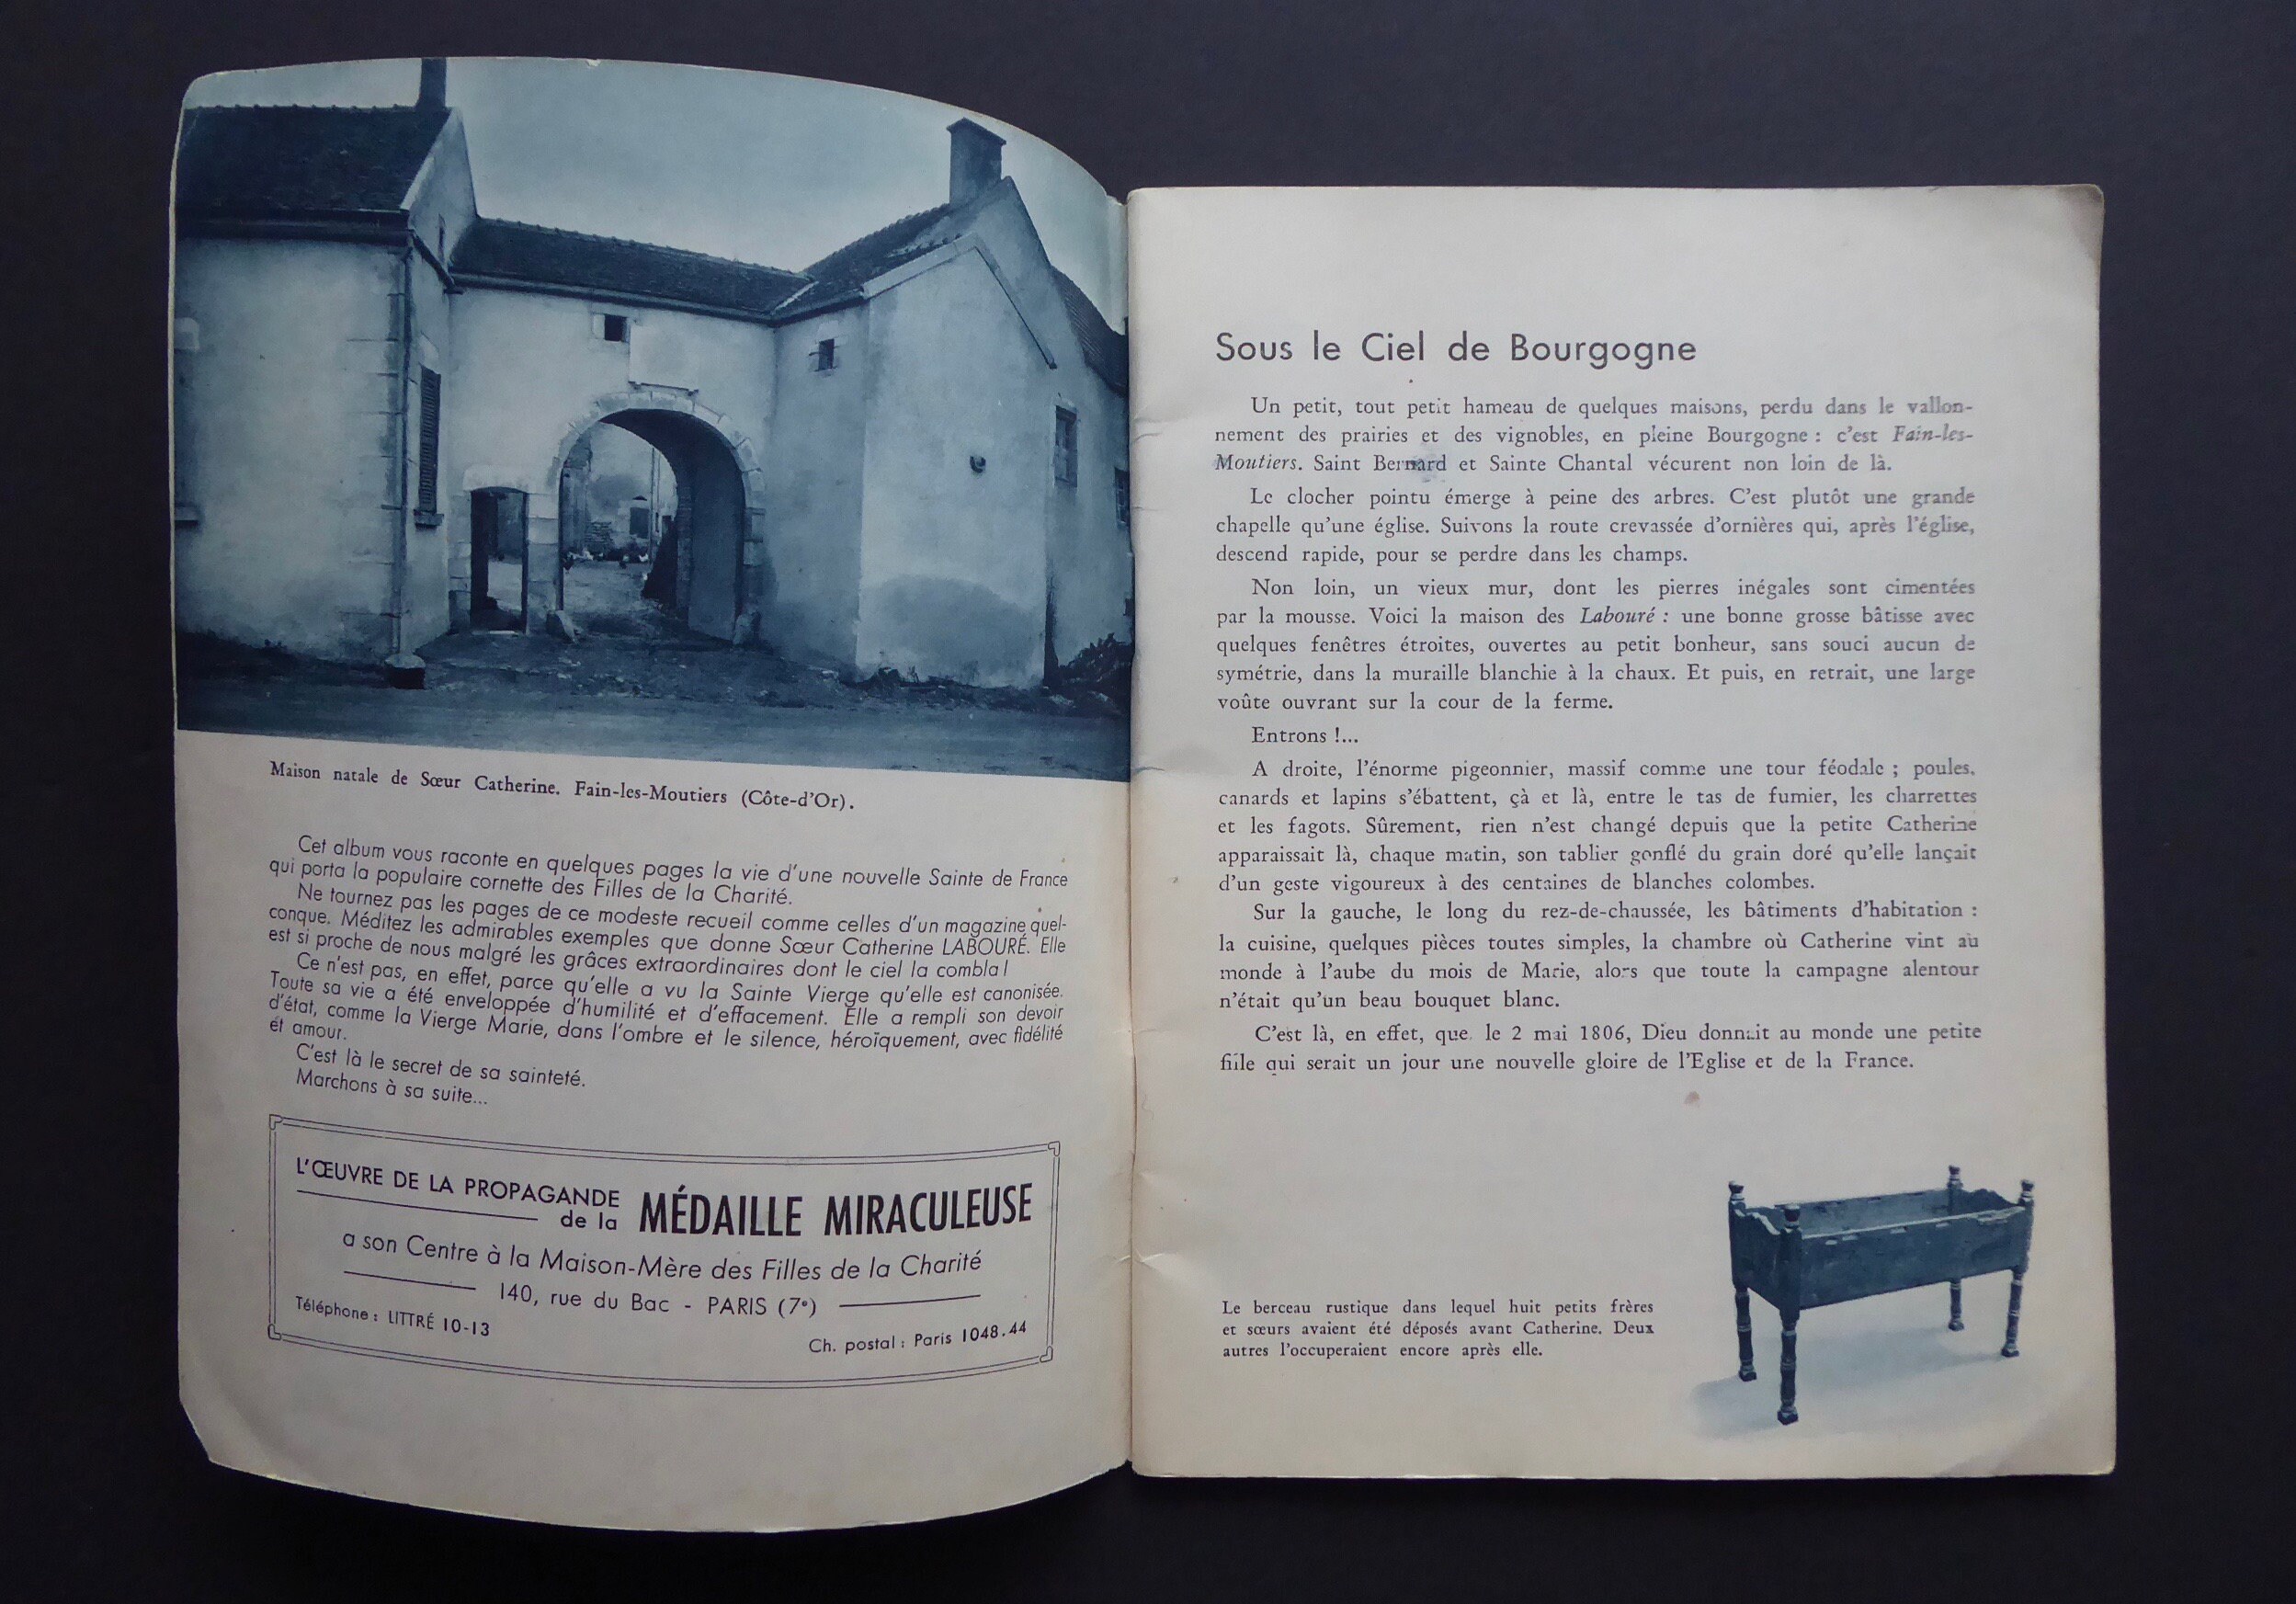 Maison natale de Sœur Catherine. Fain-les-Moutiers (Côte-d'Or).
Cet album vous raconte en quelques pages la vie d'une nouvelle Sainte de France
qui porta la populaire cornette des Filles de la Charité.
Ne tournez pas les pages de ce modeste recueil comme celles d'un magazine quel-
conque. Méditez les admirables exemples que donne Sœur Catherine LABOURÉ. Elle
est si proche de nous malgré les grâces extraordinaires dont le ciel la combla !
Ce n'est pas, en effet, parce qu'elle a vu la Sainte Vierge qu'elle est canonisée.
Toute sa vie a été enveloppée d'humilité et d'effacement. Elle a rempli son devoir
d'état, comme la Vierge Marie, dans l'ombre et le silence, héroïquement, avec fidélité
et amour.
C'est là le secret de sa sainteté.
Marchons à sa suite...
L'ŒUVRE DE LA PROPAGANDE
de la MÉDAILLE MIRACULEUSE
a son Centre à la Maison-Mère des Filles de la Charité
140, rue du Bac - PARIS (7e)
Téléphone : LITTRÉ 10-13
Ch. postal : Paris 1048.44
Sous le Ciel de Bourgogne
Un petit, tout petit hameau de quelques maisons, perdu dans le vallon-
nement des prairies et des vignobles, en pleine Bourgogne : c'est Fain-les-
Moutiers. Saint Bernard et Sainte Chantal vécurent non loin de là.
Le clocher pointu émerge à peine des arbres. C'est plutôt une grande
chapelle qu'une église. Suivons la route crevassée d'ornières qui, après l'église,
descend rapide, pour se perdre dans les champs.
Non loin, un vieux mur, dont les pierres inégales sont cimentées
par la mousse. Voici la maison des Labouré : une bonne grosse bâtisse avec
quelques fenêtres étroites, ouvertes au petit bonheur, sans souci aucun de
symétrie, dans la muraille blanchie à la chaux. Et puis, en retrait, une large
voûte ouvrant sur la cour de la ferme.
Entrons !...
A droite, l'énorme pigeonnier, massif comme une tour féodale ; poules,
canards et lapins s'ébattent, çà et là, entre le tas de fumier, les charrettes
et les fagots. Sûrement, rien n'est changé depuis que la petite Catherine
apparaissait là, chaque matin, son tablier gonflé du grain doré qu'elle lançait
d'un geste vigoureux à des centaines de blanches colombes.
Sur la gauche, le long du rez-de-chaussée, les bâtiments d'habitation :
la cuisine, quelques pièces toutes simples, la chambre où Catherine vint au
monde à l'aube du mois de Marie, alors que toute la campagne alentour
n'était qu'un beau bouquet blanc.
C'est là, en effet, que, le 2 mai 1806, Dieu donnait au monde une petite
fille qui serait un jour une nouvelle gloire de l'Eglise et de la France.
Le berceau rustique dans lequel huit petits frères
et sœurs avaient été déposés avant Catherine. Deux
autres l'occuperaient encore après elle.